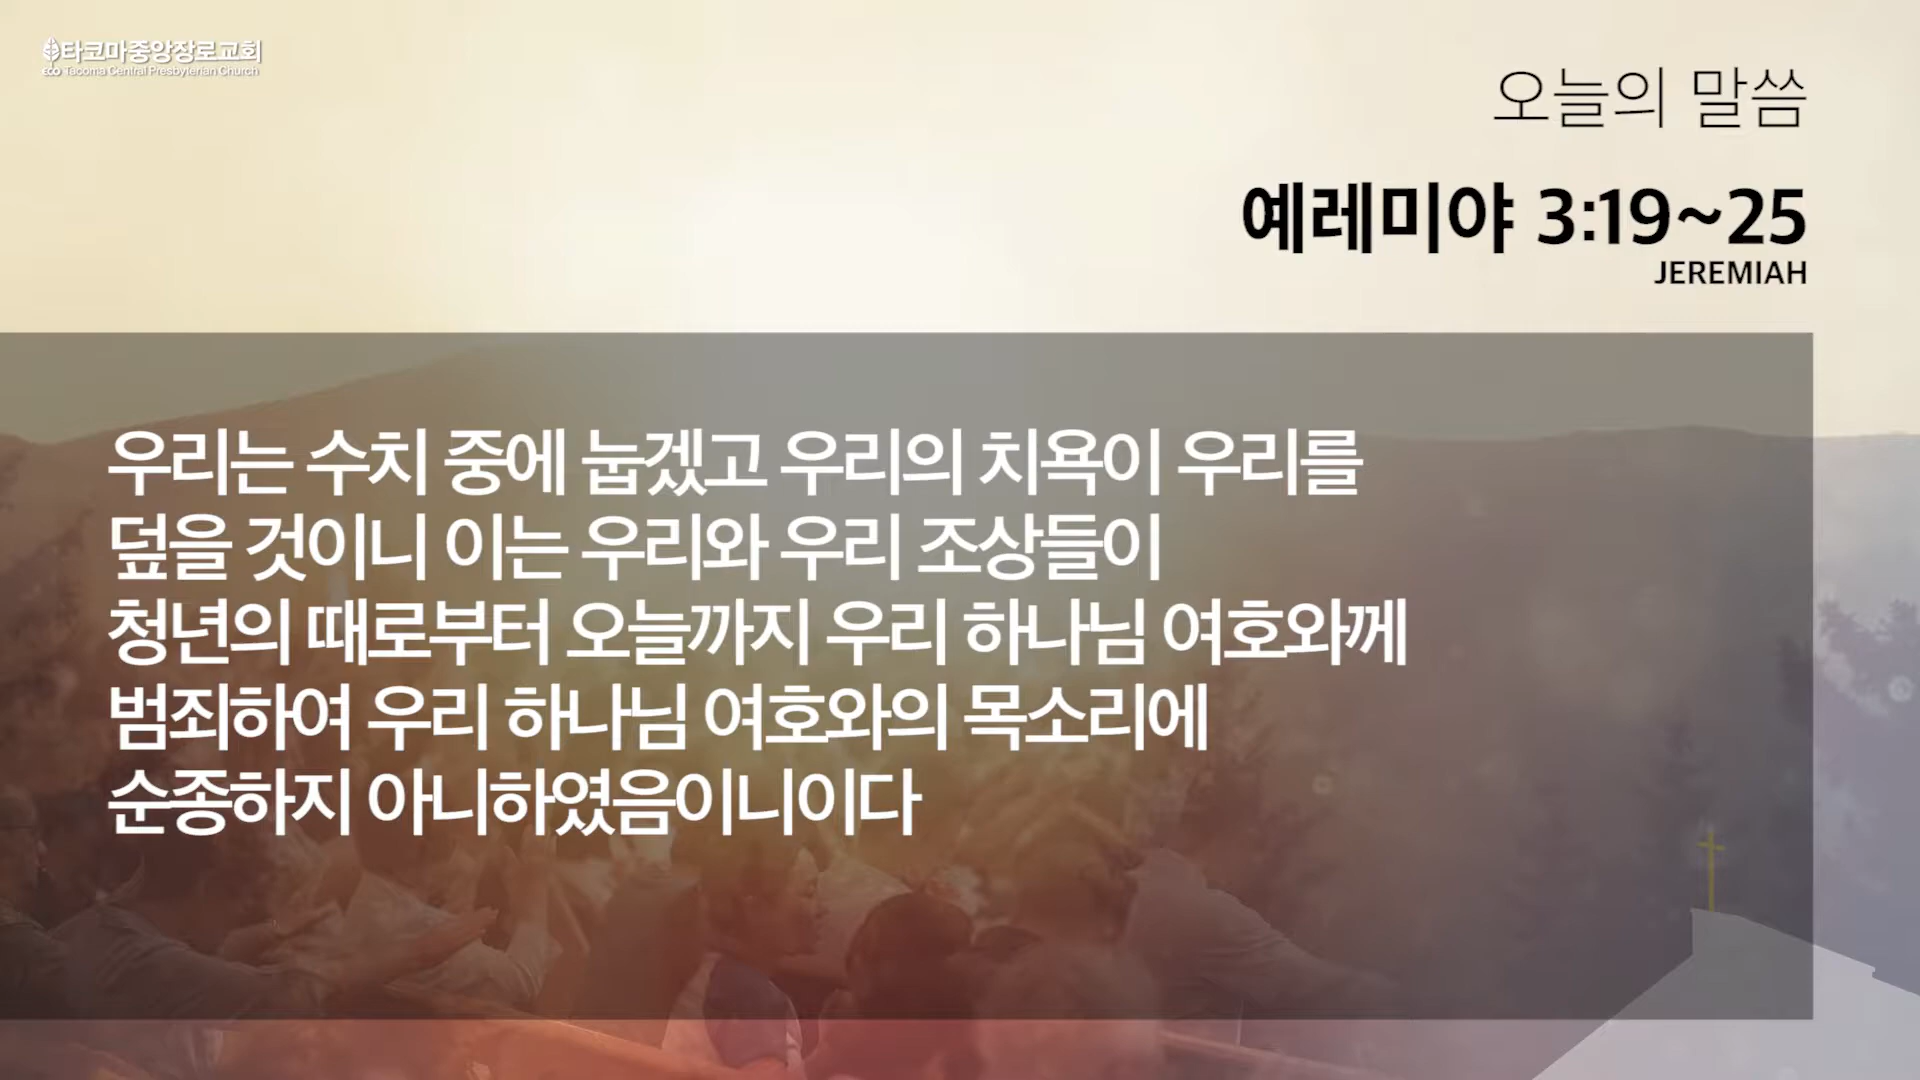 타코마중앙장로교회
ECO Tacoma Central Presbyterian Church
오늘의 말씀
예레미야 3:19~25
JEREMIAH
우리는 수치 중에 눕겠고 우리의 치욕이 우리를
덮을 것이니 이는 우리와 우리 조상들이
청년의 때로부터 오늘까지 우리 하나님 여호와께
범죄하여 우리 하나님 여호와의 목소리에
순종하지 아니하였음이니이다